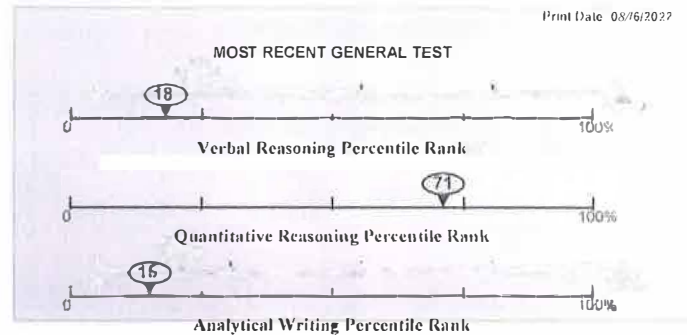 Print Date 08/16/2022
MOST RECENT GENERAL TEST
18
0 100%
Verbal Reasoning Percentile Rank
71
0 100%
Quantitative Reasoning Percentile Rank
0 100%
Analytical Writing Percentile Rank